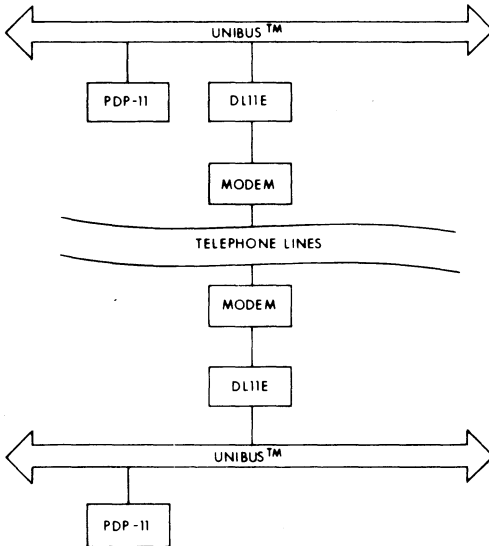 UNIBUS™
PDP-11 DL11E
MODEM
TELEPHONE LINES
MODEM
DL11E
UNIBUS™
PDP-11